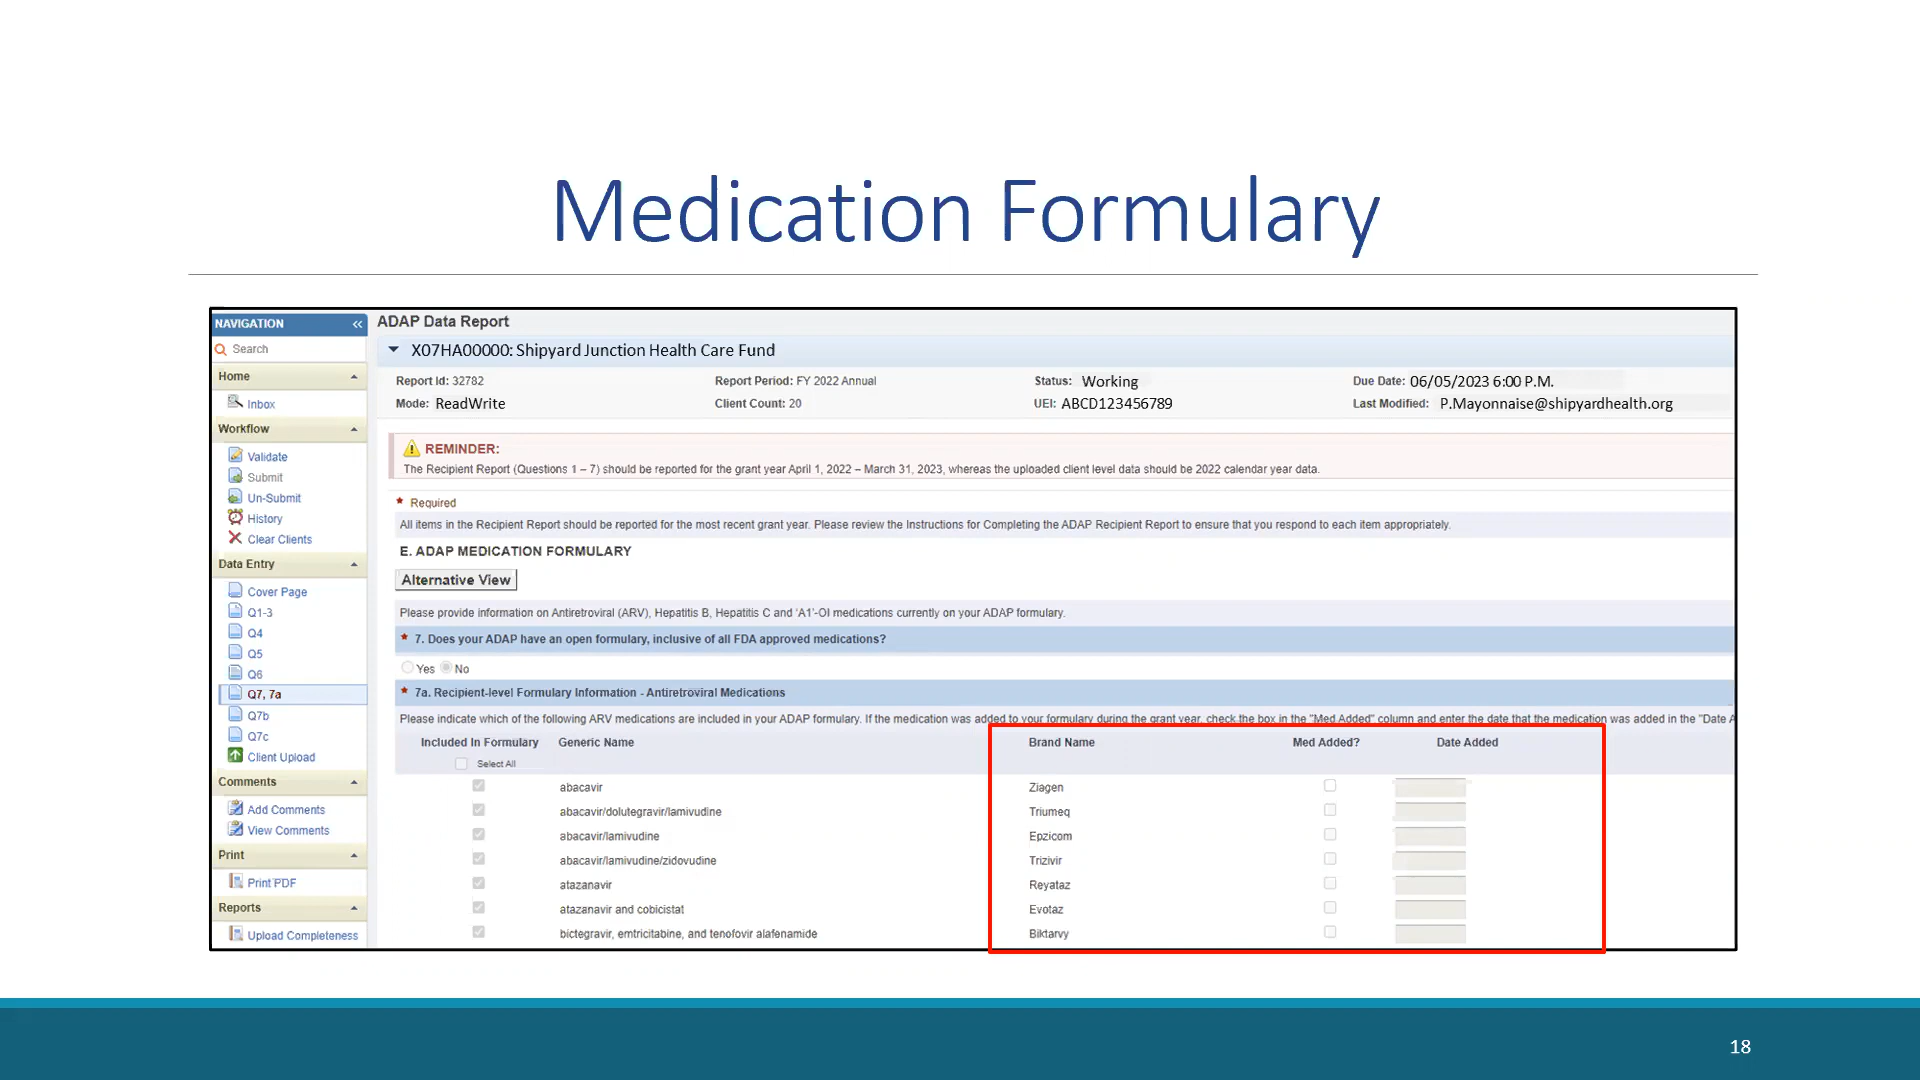 Medication Formulary
NAVIGATION «
Search
Home
Inbox
Workflow
Validate
Submit
Un-Submit
History
Clear Clients
Data Entry
Cover Page
Q1-3
Q4
Q5
Q6
Q7, 7a
Q7b
Q7c
Client Upload
Comments
Add Comments
View Comments
Print
Print PDF
Reports
Upload Completeness
ADAP Data Report
X07HA00000: Shipyard Junction Health Care Fund
Report Id: 32782 Report Period: FY 2022 Annual Status: Working Due Date: 06/05/2023 6:00 P.M.
Mode: ReadWrite Client Count: 20 UEI: ABCD123456789 Last Modified: P.Mayonnaise@shipyardhealth.org
REMINDER:
The Recipient Report (Questions 1 – 7) should be reported for the grant year April 1, 2022 – March 31, 2023, whereas the uploaded client level data should be 2022 calendar year data.
* Required
All items in the Recipient Report should be reported for the most recent grant year. Please review the Instructions for Completing the ADAP Recipient Report to ensure that you respond to each item appropriately.
E. ADAP MEDICATION FORMULARY
Alternative View
Please provide information on Antiretroviral (ARV), Hepatitis B, Hepatitis C and 'A1'-OI medications currently on your ADAP formulary.
* 7. Does your ADAP have an open formulary, inclusive of all FDA approved medications?
Yes No
* 7a. Recipient-level Formulary Information - Antiretroviral Medications
Please indicate which of the following ARV medications are included in your ADAP formulary. If the medication was added to your formulary during the grant year, check the box in the "Med Added" column and enter the date that the medication was added in the "Date A
Included In Formulary Generic Name Brand Name Med Added? Date Added
Select All
abacavir Ziagen
abacavir/dolutegravir/lamivudine Triumeq
abacavir/lamivudine Epzicom
abacavir/lamivudine/zidovudine Trizivir
atazanavir Reyataz
atazanavir and cobicistat Evotaz
bictegravir, emtricitabine, and tenofovir alafenamide Biktarvy
18